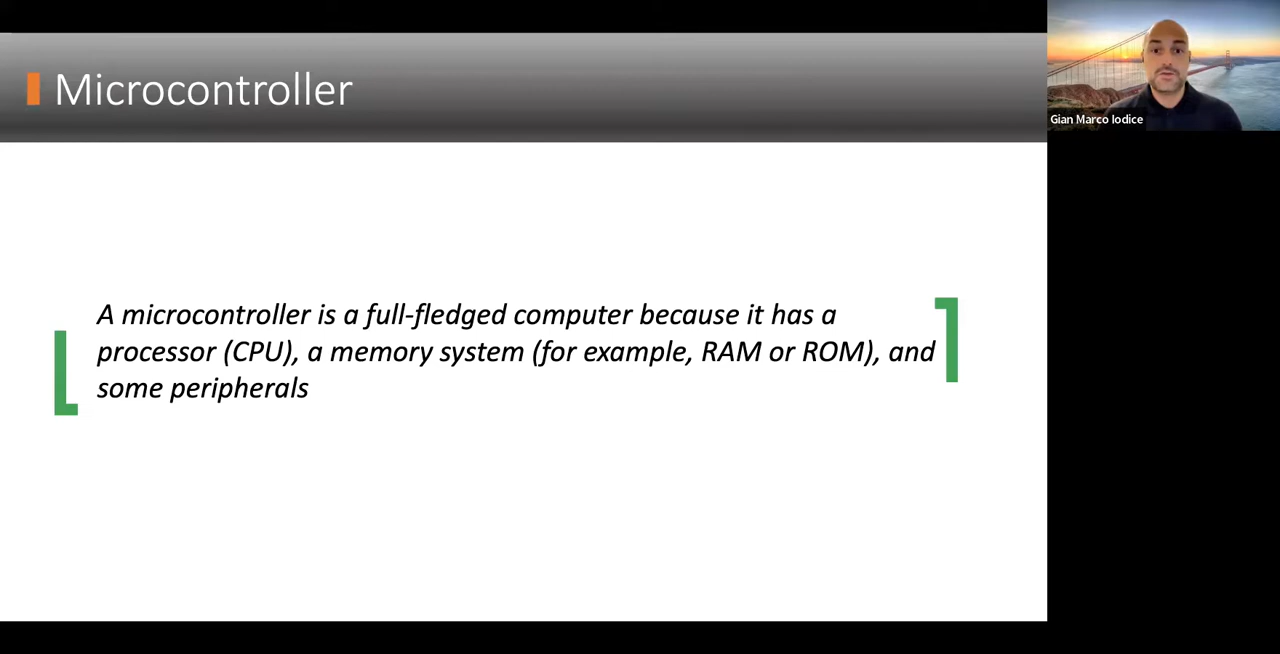 Microcontroller
Gian Marco Iodice
A microcontroller is a full-fledged computer because it has a
processor (CPU), a memory system (for example, RAM or ROM), and
some peripherals